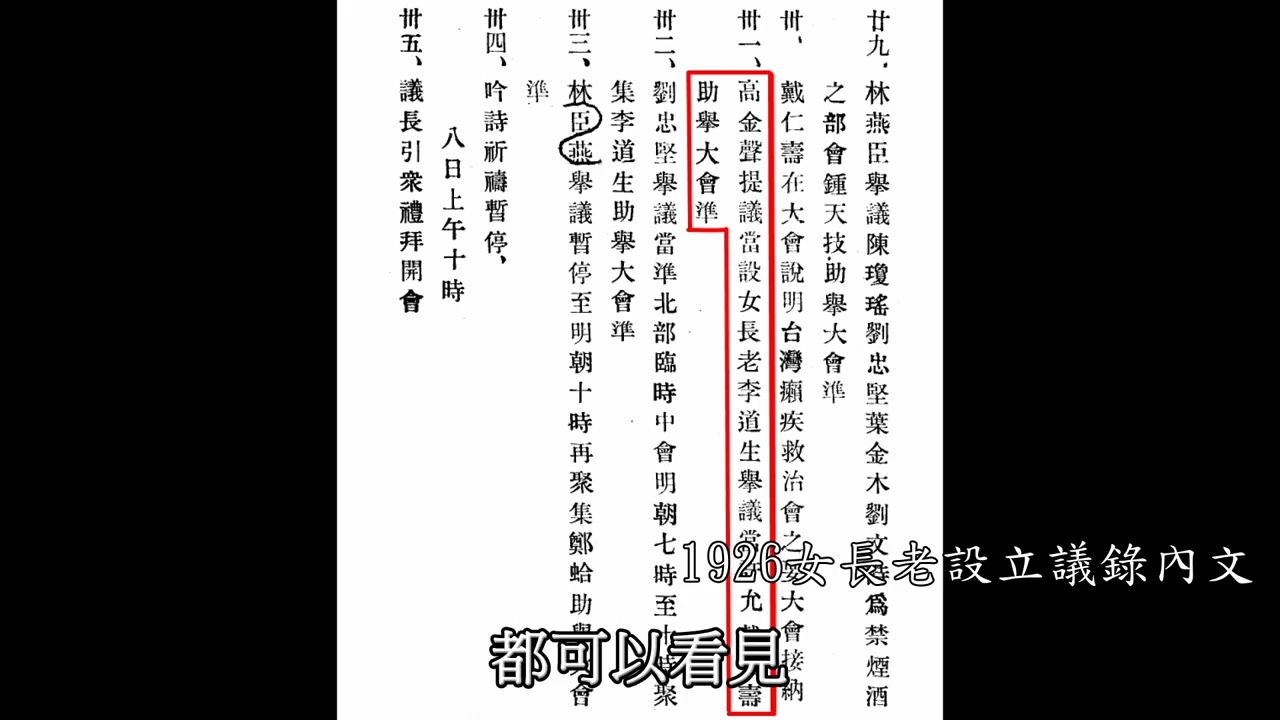 廿九、林燕臣舉議陳瓊瑤劉忠堅葉金木劉文 爲禁煙酒
之部會鍾天技助舉大會準
卅、戴仁壽在大會說明台灣癩疾救治會之 大會接納
卅一、高金聲提議當設女長老李道生舉議 允 壽
助舉大會準
卅二、劉忠堅舉議當準北部臨時中會明朝七時至 時聚
集李道生助舉大會準
卅三、林臣燕舉議暫停至明朝十時再聚集鄭蛤助 會
準
卅四、吟詩祈禱暫停、
八日上午十時
卅五、議長引衆禮拜開會
1926女長老設立議錄內文
都可以看見